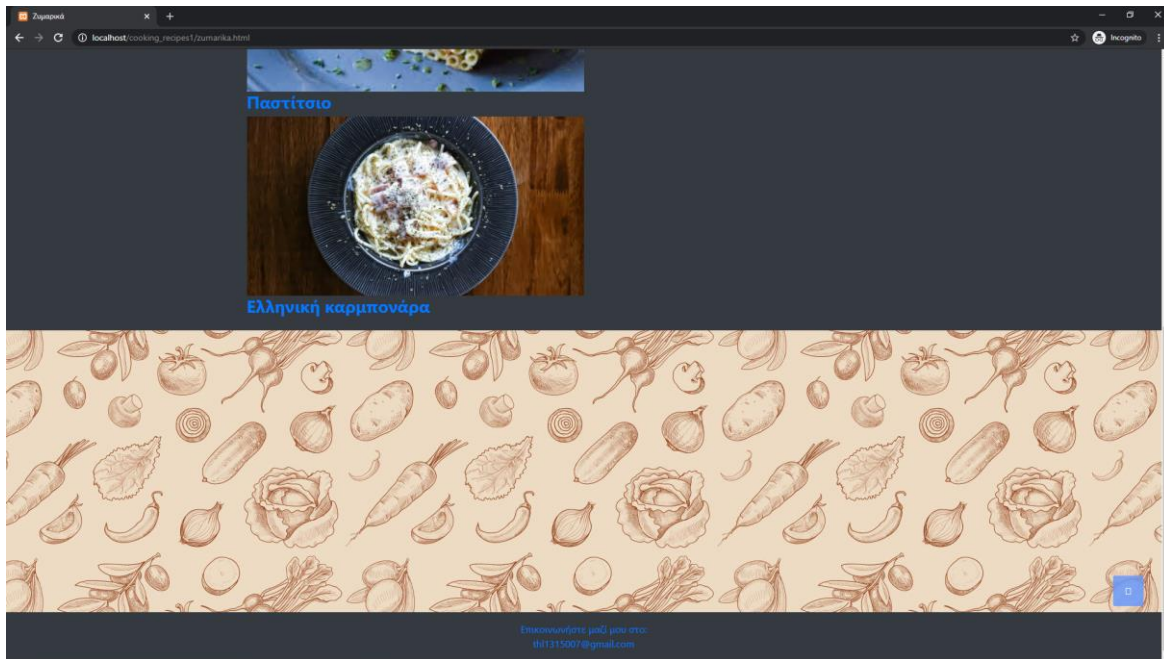 Ζυμαρικά
localhost/cooking_recipes1/zumarika.html
Incognito
Παστίτσιο
Ελληνική καρμπονάρα
Επικοινωνήστε μαζί μου στο:
thl1315007@gmail.com